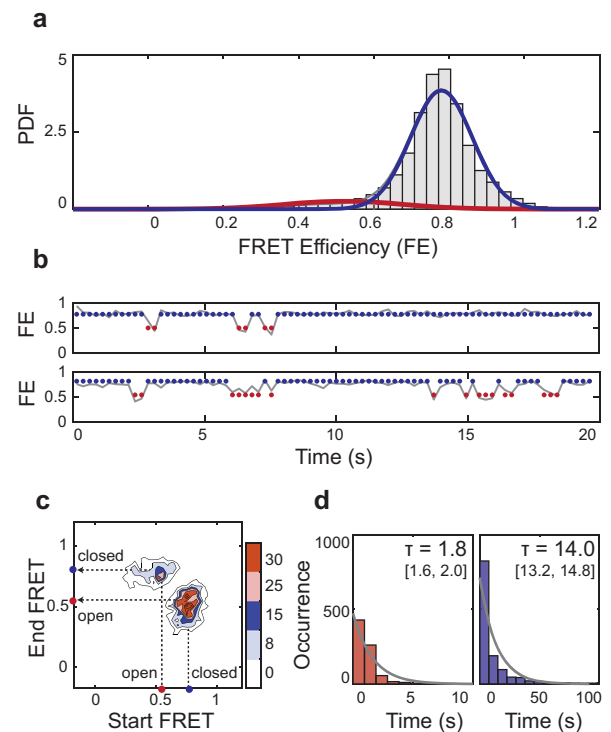 a
5
2.5
0
PDF
0 0.2 0.4 0.6 0.8 1 1.2
FRET Efficiency (FE)
b
1
0.5
0
FE
1
0.5
0
FE
0 5 10 15 20
Time (s)
c
1
0.5
0
End FRET
closed
open
open closed
0 0.5 1
Start FRET
30
25
15
8
0
d
1000
500
0
Occurrence
τ = 1.8
[1.6, 2.0]
τ = 14.0
[13.2, 14.8]
0 5 10
Time (s)
0 50 100
Time (s)